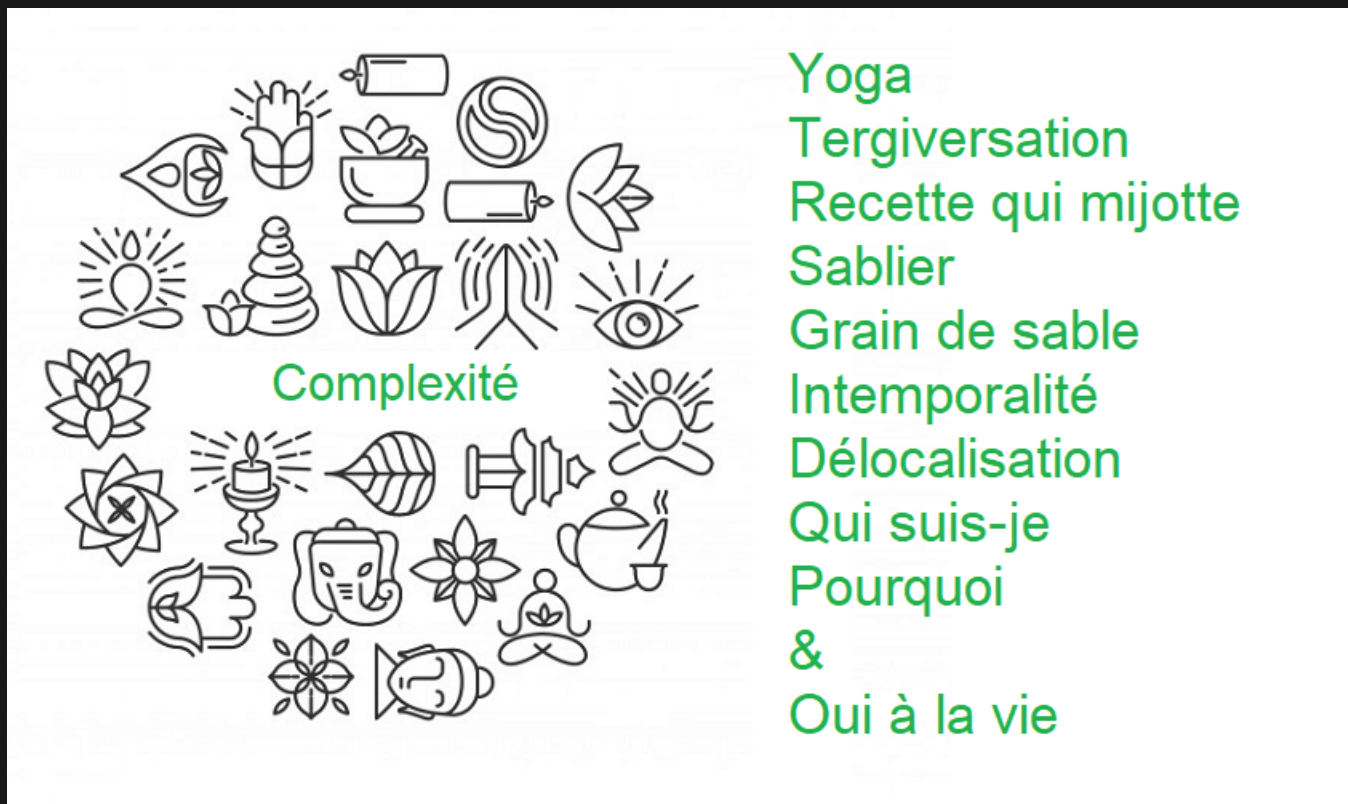 Complexité
Yoga
Tergiversation
Recette qui mijotte
Sablier
Grain de sable
Intemporalité
Délocalisation
Qui suis-je
Pourquoi
&
Oui à la vie